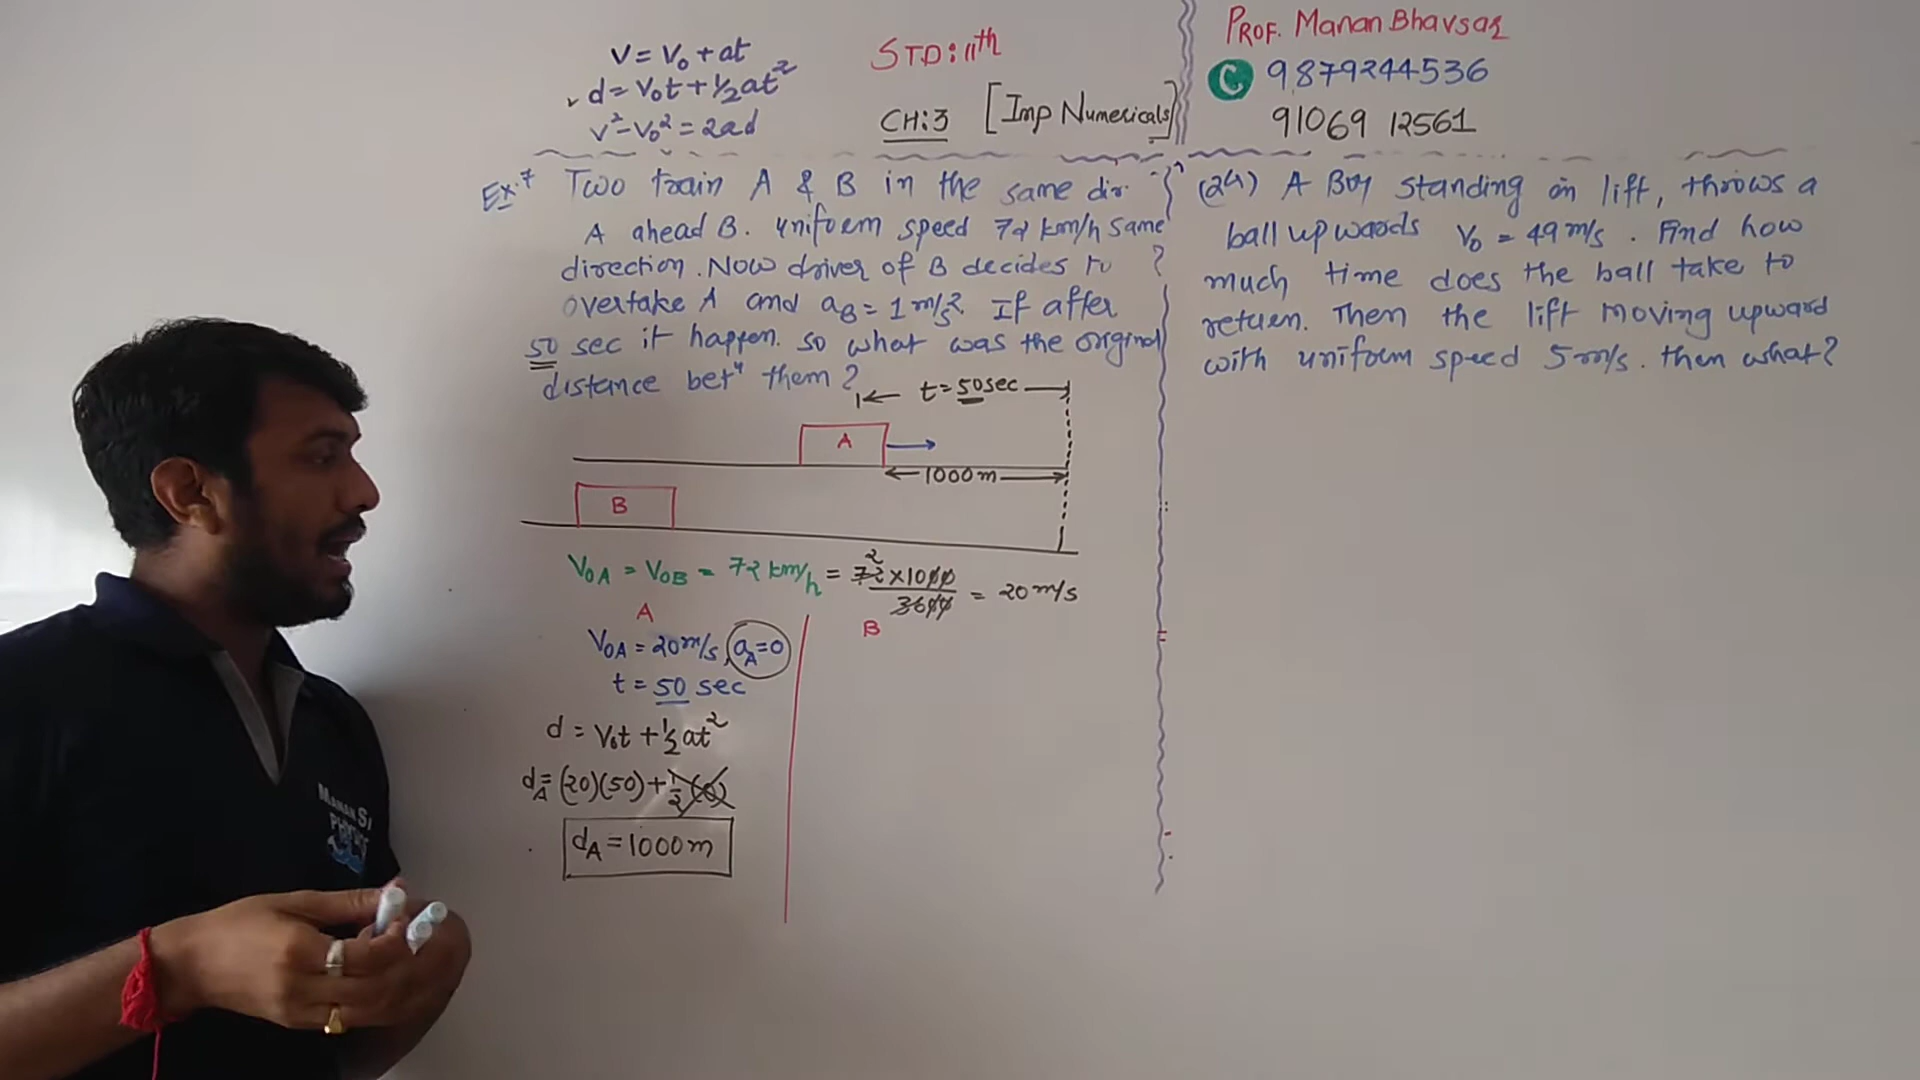 V = V₀ + at
d = V₀t + ½at²
v² - V₀² = 2ad
STD: 11th
CH: 3 [Imp Numericals]
PROF. Manan Bhavsar
C 9879244536
91069 12561
Ex. 7 Two train A & B in the same dir.
A ahead B. uniform speed 72 km/h same
direction. Now driver of B decides to
overtake A and a_B = 1 m/s². If after
50 sec it happen. so what was the original
distance betⁿ them?
t = 50 sec
A
1000 m
B
V₀A = V₀B = 72 km/h = 72 × 1000 / 3600 = 20 m/s
2
A
V₀A = 20 m/s, a_A = 0
t = 50 sec
d = V₀t + ½at²
d_A = (20)(50) + ½(0)
d_A = 1000 m
B
(24) A Boy standing on lift, throws a
ball upwards V₀ = 49 m/s. Find how
much time does the ball take to
return. Then the lift moving upward
with uniform speed 5 m/s. then what?
MANAN S